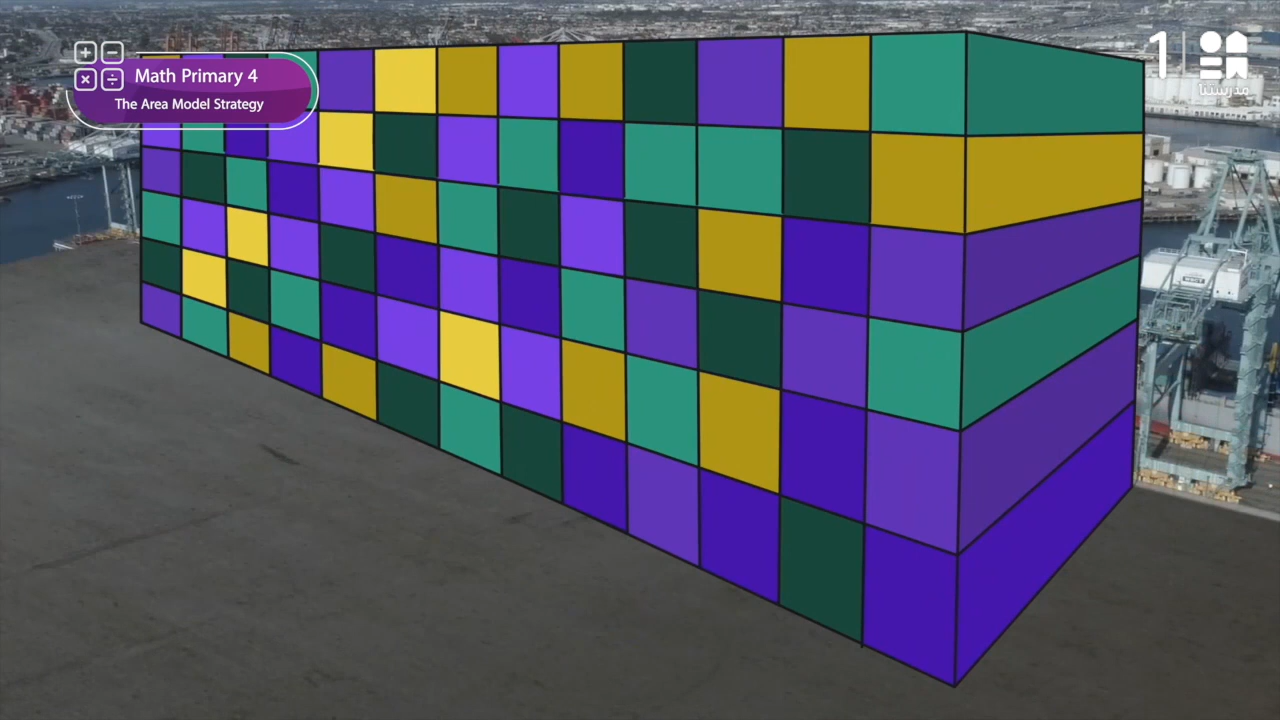 Math Primary 4
The Area Model Strategy
1
مدرستنا